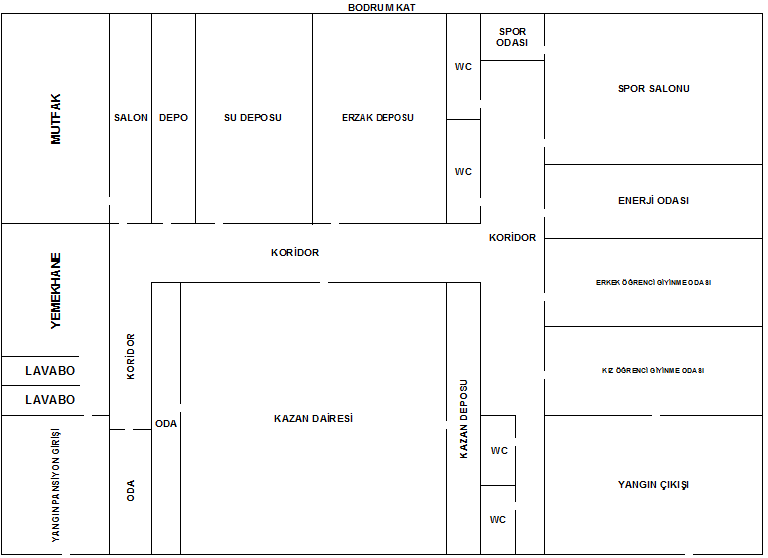 BODRUM KAT
SPOR
ODASI
WC
SPOR SALONU
MUTFAK
SALON
DEPO
SU DEPOSU
ERZAK DEPOSU
WC
ENERJİ ODASI
KORİDOR
KORİDOR
YEMEKHANE
ERKEK ÖĞRENCİ GİYİNME ODASI
KORİDOR
LAVABO
KIZ ÖĞRENCİ GİYİNME ODASI
LAVABO
KAZAN DEPOSU
ODA
KAZAN DAİRESİ
WC
YANGIN PANSİYON GİRİŞİ
ODA
YANGIN ÇIKIŞI
WC